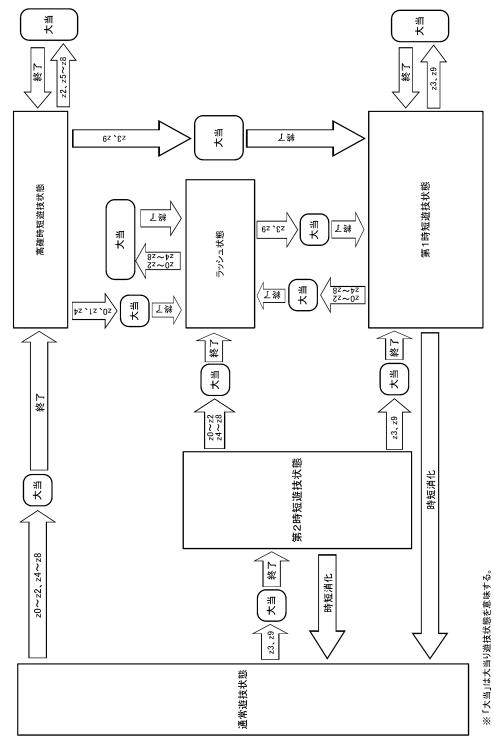 大当
終了
z2、z5～z8
高確時短遊技状態
z3、z9
大当
終了
大当
終了
z0～z2
z4～z8
z0、z1、z4
大当
終了
ラッシュ状態
z3、z9
大当
終了
z0～z2
z4～z8
大当
終了
大当
終了
z3、z9
第1時短遊技状態
z0～z2、z4～z8
大当
終了
z0～z2
z4～z8
大当
終了
z3、z9
大当
終了
第2時短遊技状態
z3、z9
大当
終了
時短消化
時短消化
通常遊技状態
※「大当」は大当り遊技状態を意味する。